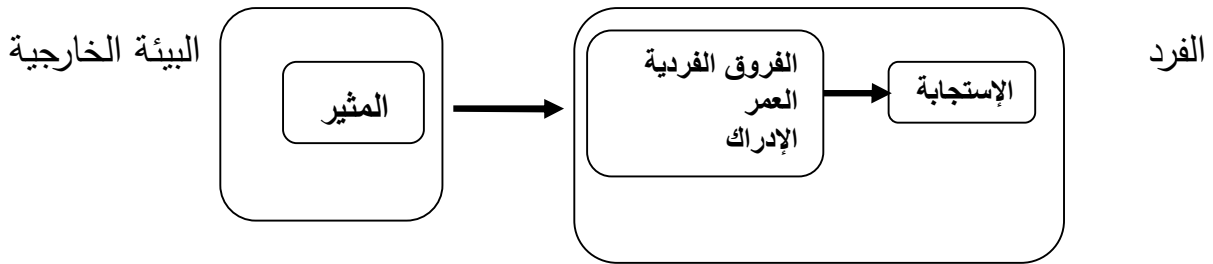 البيئة الخارجية
المثير
الفروق الفردية
العمر
الإدراك
الإستجابة
الفرد